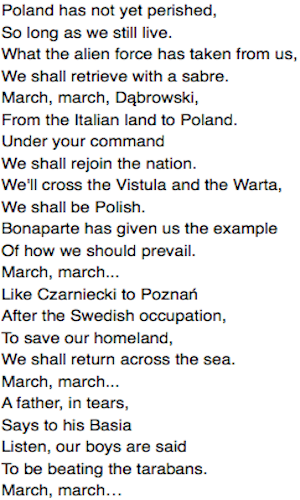 Poland has not yet perished,
So long as we still live.
What the alien force has taken from us,
We shall retrieve with a sabre.
March, march, Dąbrowski,
From the Italian land to Poland.
Under your command
We shall rejoin the nation.
We'll cross the Vistula and the Warta,
We shall be Polish.
Bonaparte has given us the example
Of how we should prevail.
March, march...
Like Czarniecki to Poznań
After the Swedish occupation,
To save our homeland,
We shall return across the sea.
March, march...
A father, in tears,
Says to his Basia
Listen, our boys are said
To be beating the tarabans.
March, march…